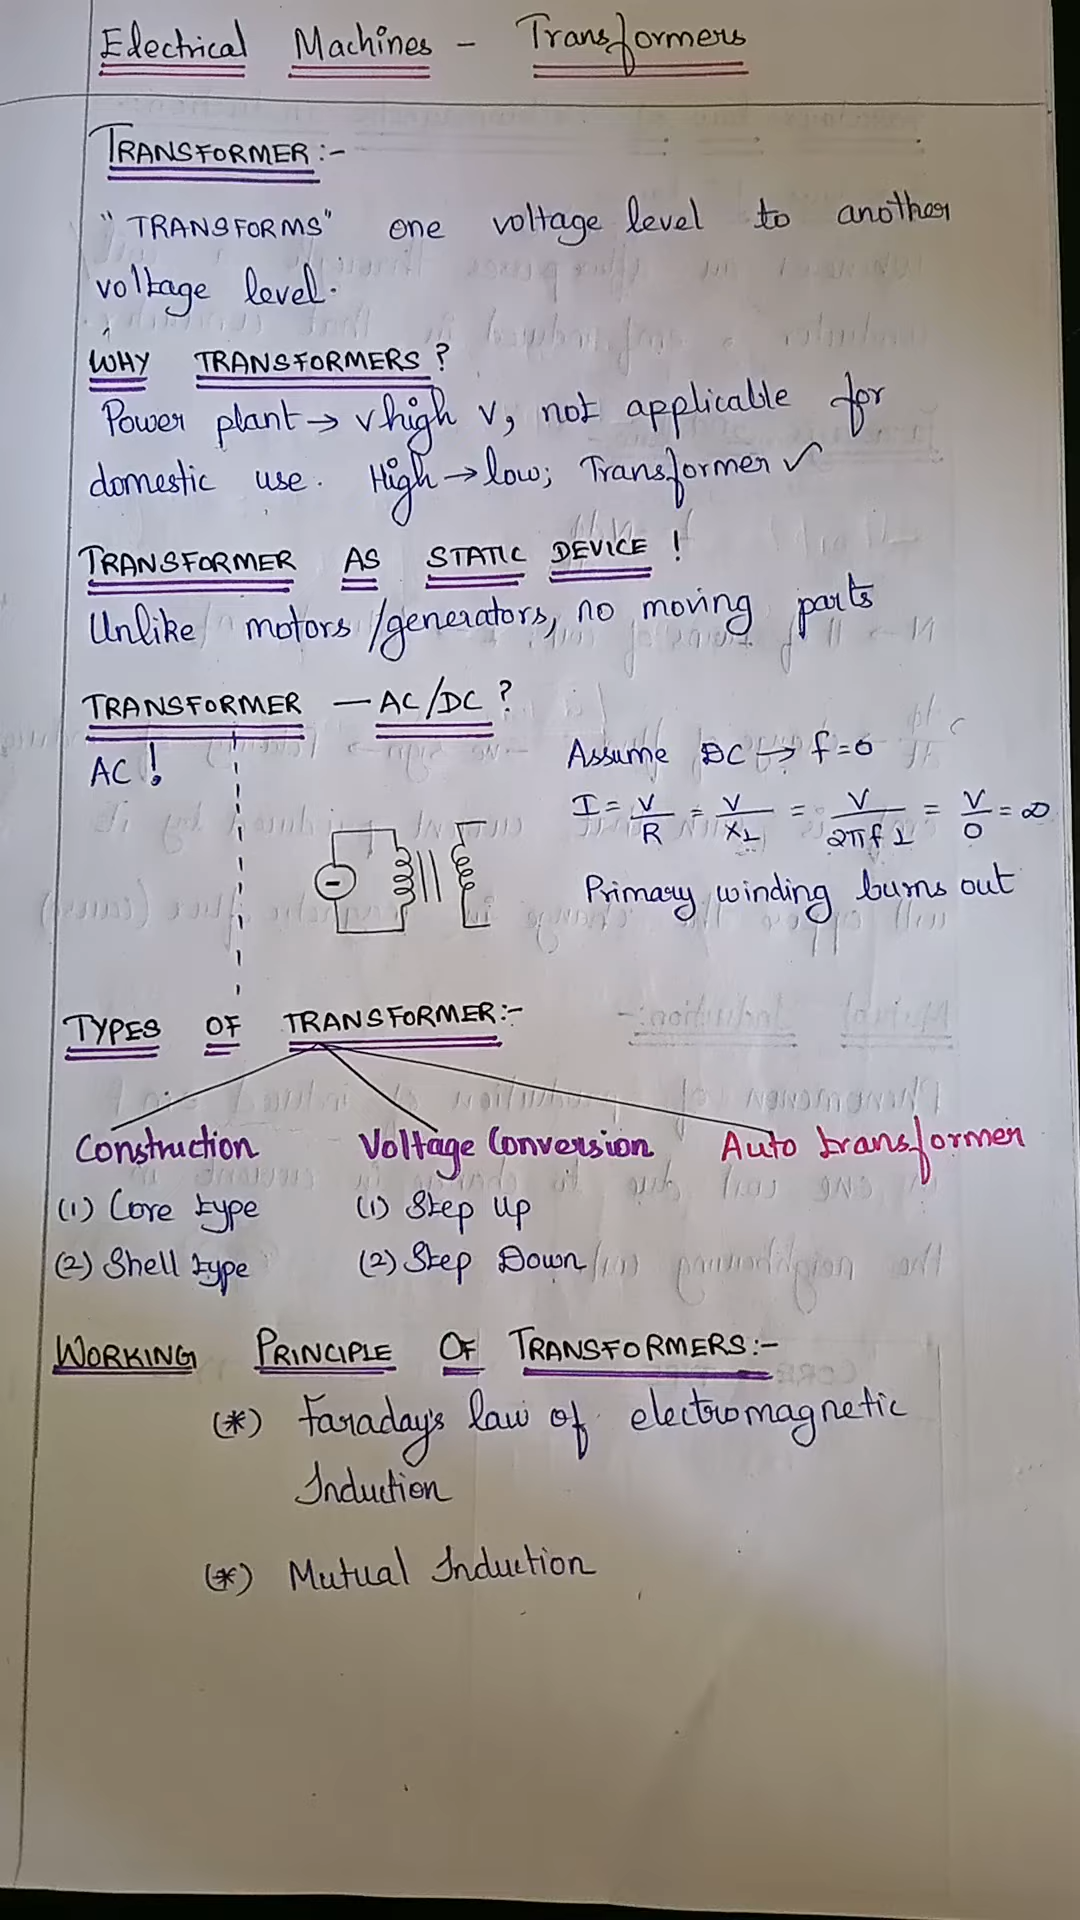 Electrical Machines - Transformers
TRANSFORMER:-
"TRANSFORMS" one voltage level to another
voltage level.
WHY TRANSFORMERS?
Power plant → v high v, not applicable for
domestic use. High → low; Transformer ✓
TRANSFORMER AS STATIC DEVICE!
Unlike motors/generators, no moving parts
TRANSFORMER - AC/DC?
AC!
Assume DC → f=0
I = V/R = V/XL = V/2πfL = V/0 = ∞
Primary winding burns out
TYPES OF TRANSFORMER:-
Construction Voltage Conversion Auto transformer
(1) Core type (1) Step up
(2) Shell type (2) Step Down
WORKING PRINCIPLE OF TRANSFORMERS:-
(*) Faraday's law of electromagnetic
Induction
(*) Mutual Induction